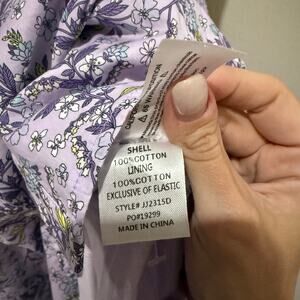 SHELL
100%COTTON
LINING
100%COTTON
EXCLUSIVE OF ELASTIC
STYLE# JJ2315D
PO#19299
MADE IN CHINA